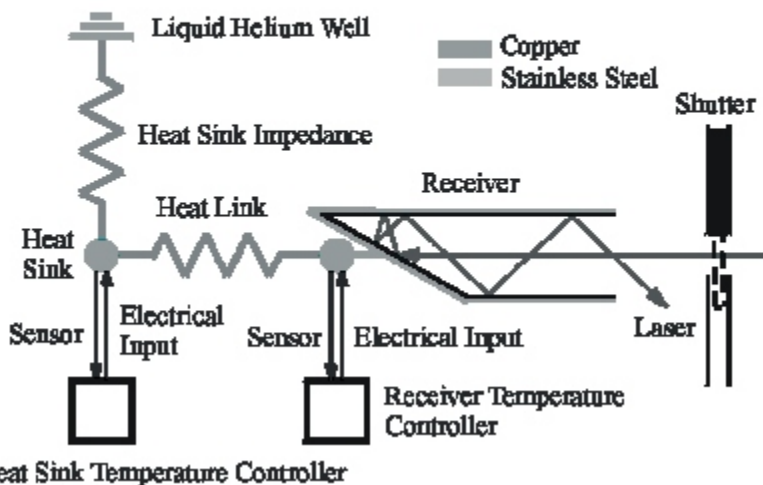 Liquid Helium Well
Copper
Stainless Steel
Shutter
Heat Sink Impedance
Receiver
Heat Link
Heat
Sink
Laser
Sensor
Electrical
Input
Sensor
Electrical Input
Receiver Temperature
Controller
eat Sink Temperature Controller